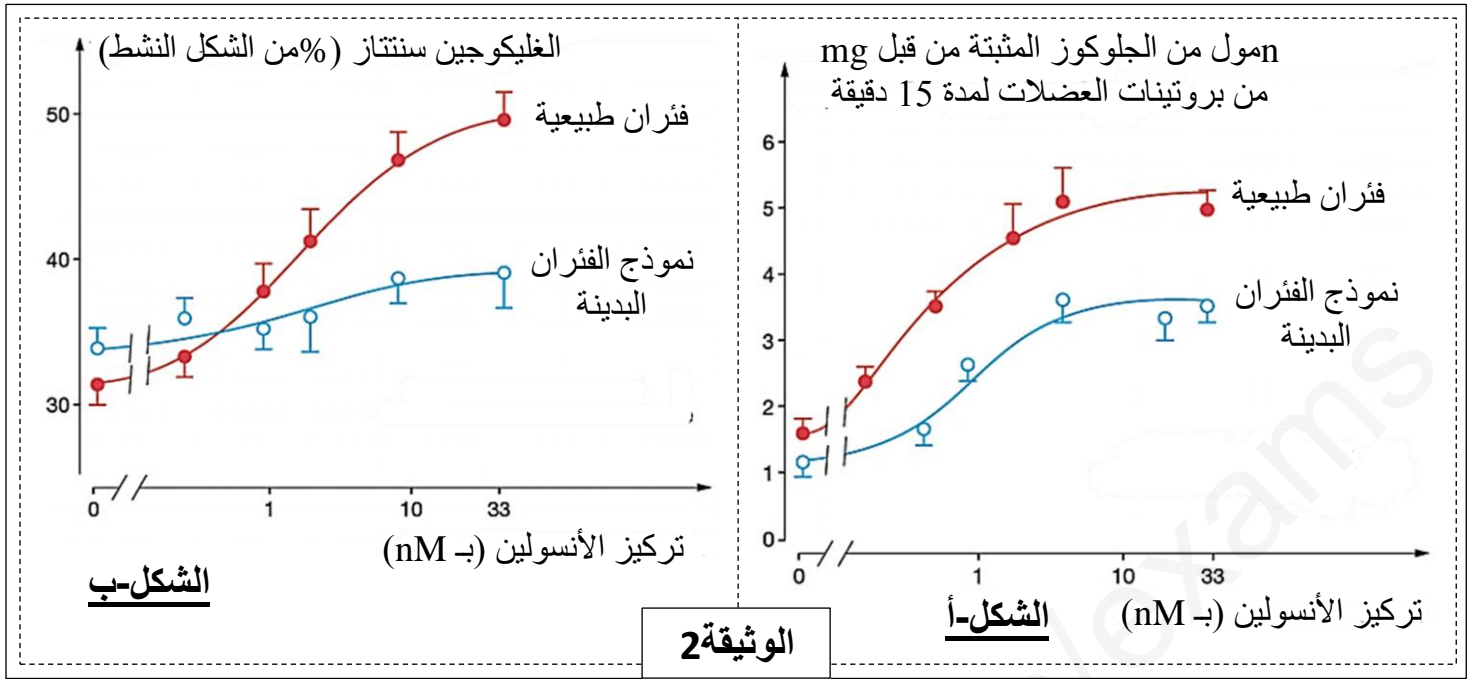 nمول من الجلوكوز المثبتة من قبل mg
من بروتينات العضلات لمدة 15 دقيقة
6
5
4
3
2
1
0
فئران طبيعية
نموذج الفئران
البدينة
0
1
10
33
تركيز الأنسولين (بـ nM)
الشكل-أ
الغليكوجين سنتتاز (%من الشكل النشط)
50
40
30
فئران طبيعية
نموذج الفئران
البدينة
0
1
10
33
تركيز الأنسولين (بـ nM)
الشكل-ب
الوثيقة2